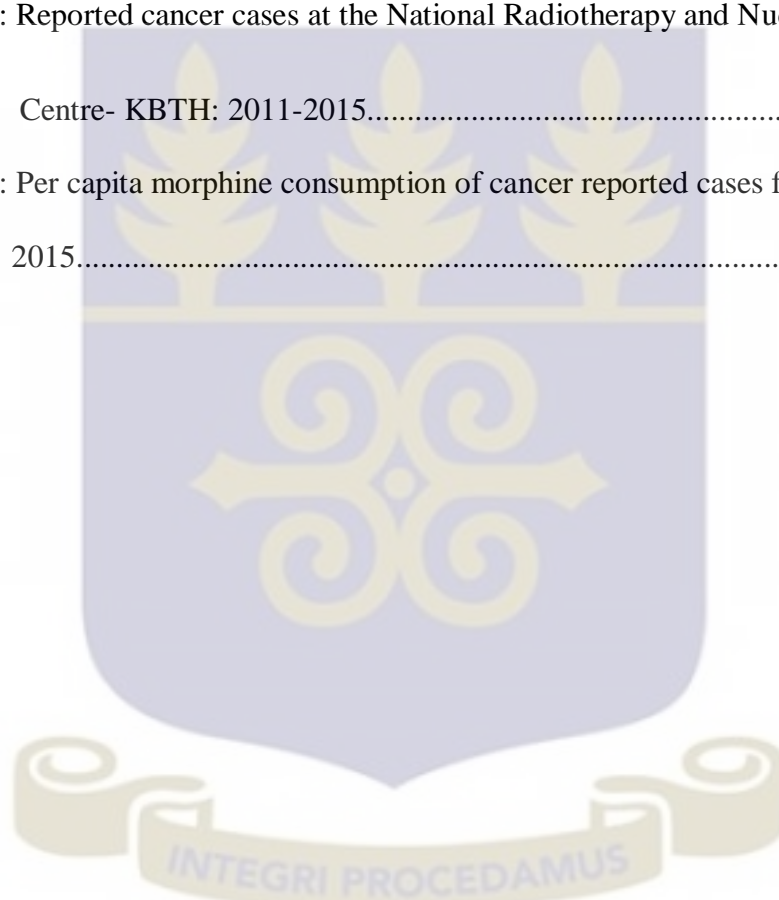 : Reported cancer cases at the National Radiotherapy and
Centre- KBTH: 2011-2015.......................................................
: Per capita morphine consumption of cancer reported cases
2015...............................................................................................
INTEGRI PROCEDAMUS